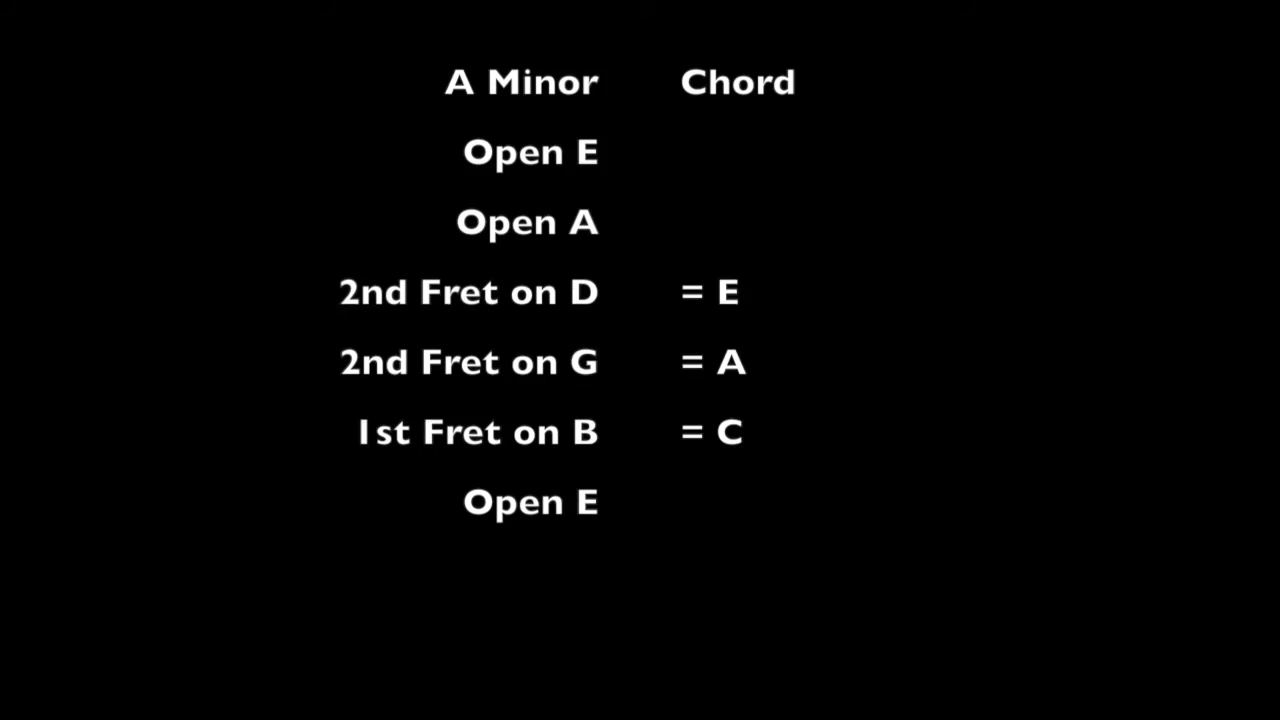 A Minor Chord
Open E
Open A
2nd Fret on D = E
2nd Fret on G = A
1st Fret on B = C
Open E